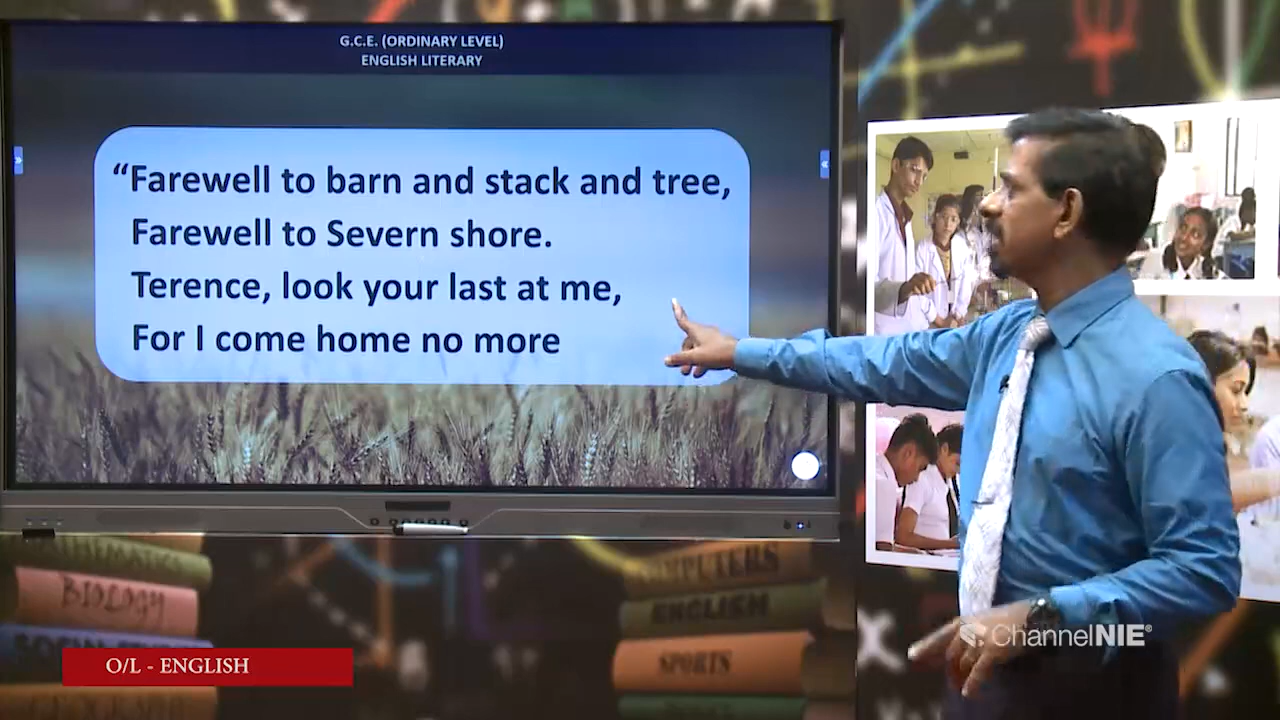 G.C.E. (ORDINARY LEVEL)
ENGLISH LITERARY
“Farewell to barn and stack and tree,
Farewell to Severn shore.
Terence, look your last at me,
For I come home no more
BIOLOGY
COMPUTERS
ENGLISH
SPORTS
O/L - ENGLISH
ChannelNIE®